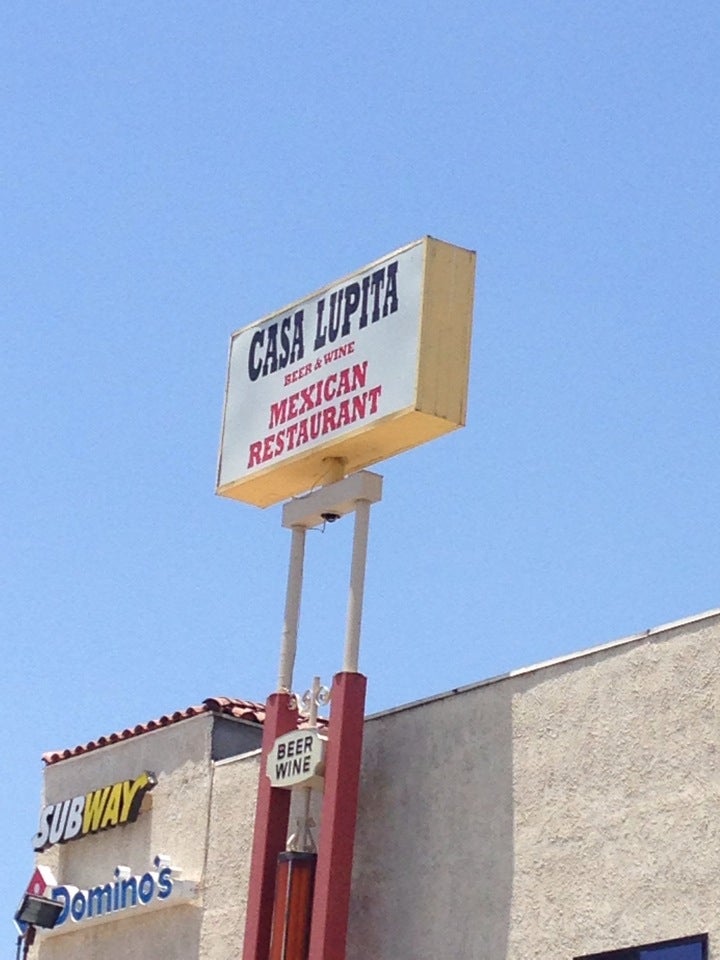 CASA LUPITA
BEER & WINE
MEXICAN
RESTAURANT
BEER
WINE
SUBWAY
Domino's